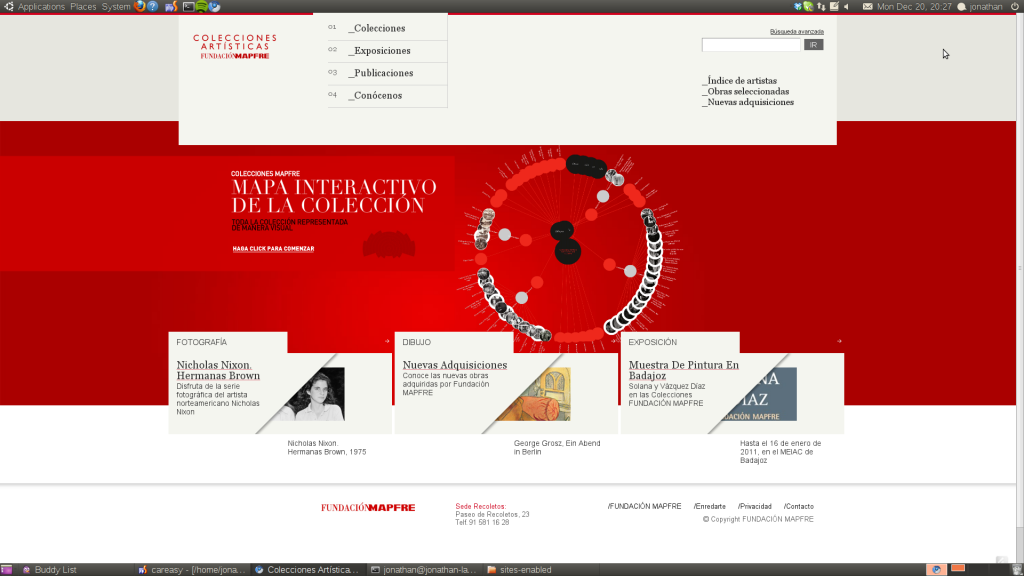 Applications Places System
Mon Dec 20, 20:27 jonathan
COLECCIONES
ARTÍSTICAS
FUNDACIÓN MAPFRE
01 _Colecciones
02 _Exposiciones
03 _Publicaciones
04 _Conócenos
Búsqueda avanzada
IR
_Índice de artistas
_Obras seleccionadas
_Nuevas adquisiciones
COLECCIONES MAPFRE
MAPA INTERACTIVO
DE LA COLECCIÓN
TODA LA COLECCIÓN REPRESENTADA
DE MANERA VISUAL
HAGA CLICK PARA COMENZAR
FOTOGRAFÍA
Nicholas Nixon.
Hermanas Brown
Disfruta de la serie
fotográfica del artista
norteamericano Nicholas
Nixon
Nicholas Nixon.
Hermanas Brown, 1975
DIBUJO
Nuevas Adquisiciones
Conoce las nuevas obras
adquiridas por Fundación
MAPFRE
George Grosz, Ein Abend
in Berlin
EXPOSICIÓN
Muestra De Pintura En
Badajoz
Solana y Vázquez Díaz
en las Colecciones
FUNDACIÓN MAPFRE
NA
IAZ
DACIÓN MAPFRE
Hasta el 16 de enero de
2011, en el MEIAC de
Badajoz
FUNDACIÓN MAPFRE
Sede Recoletos:
Paseo de Recoletos, 23
Telf.91 581 16 28
/FUNDACIÓN MAPFRE /Enredarte /Privacidad /Contacto
© Copyright FUNDACIÓN MAPFRE
Buddy List careasy - [/home/jona... Colecciones Artística... jonathan@jonathan-la... sites-enabled